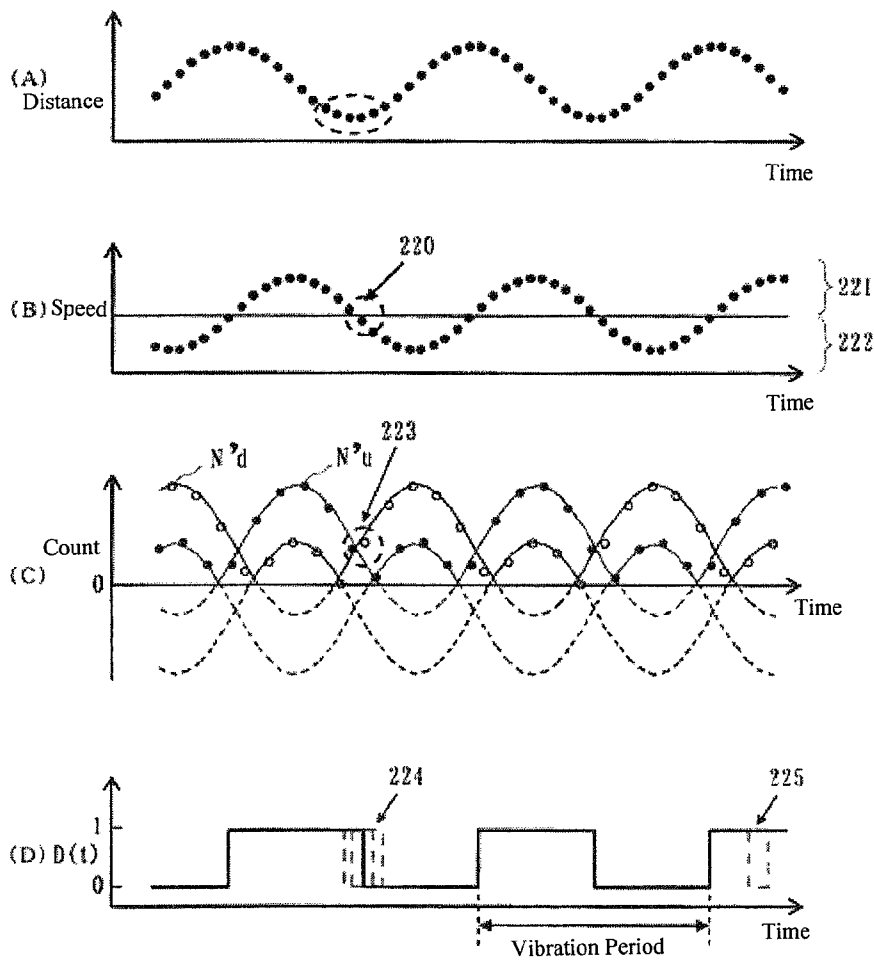 (A)
Distance
Time
220
(B) Speed
221
222
Time
N'd
N'u
223
Count
(C)
0
Time
224
225
1
(D) D(t)
0
Time
Vibration Period